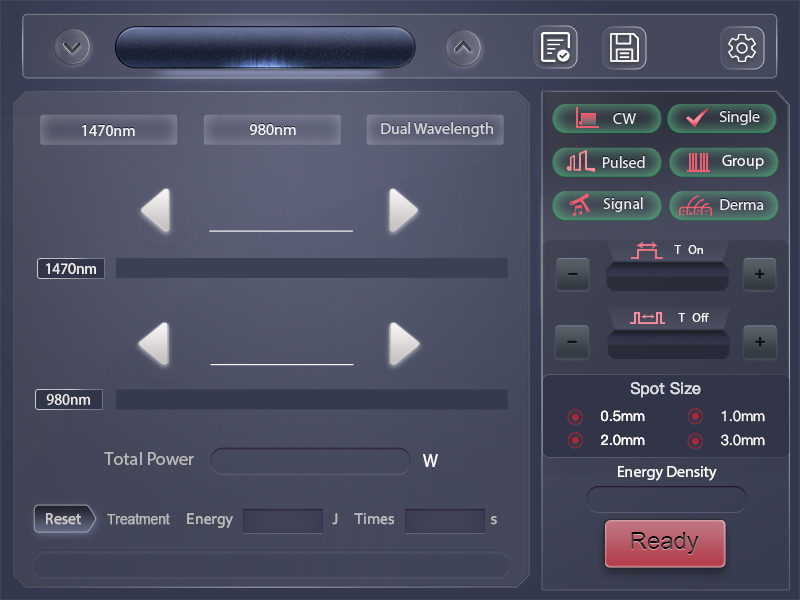 1470nm 980nm Dual Wavelength
1470nm
980nm
Total Power W
Reset Treatment Energy J Times s
CW Single
Pulsed Group
Signal Derma
T On
− +
T Off
− +
Spot Size
0.5mm 1.0mm
2.0mm 3.0mm
Energy Density
Ready